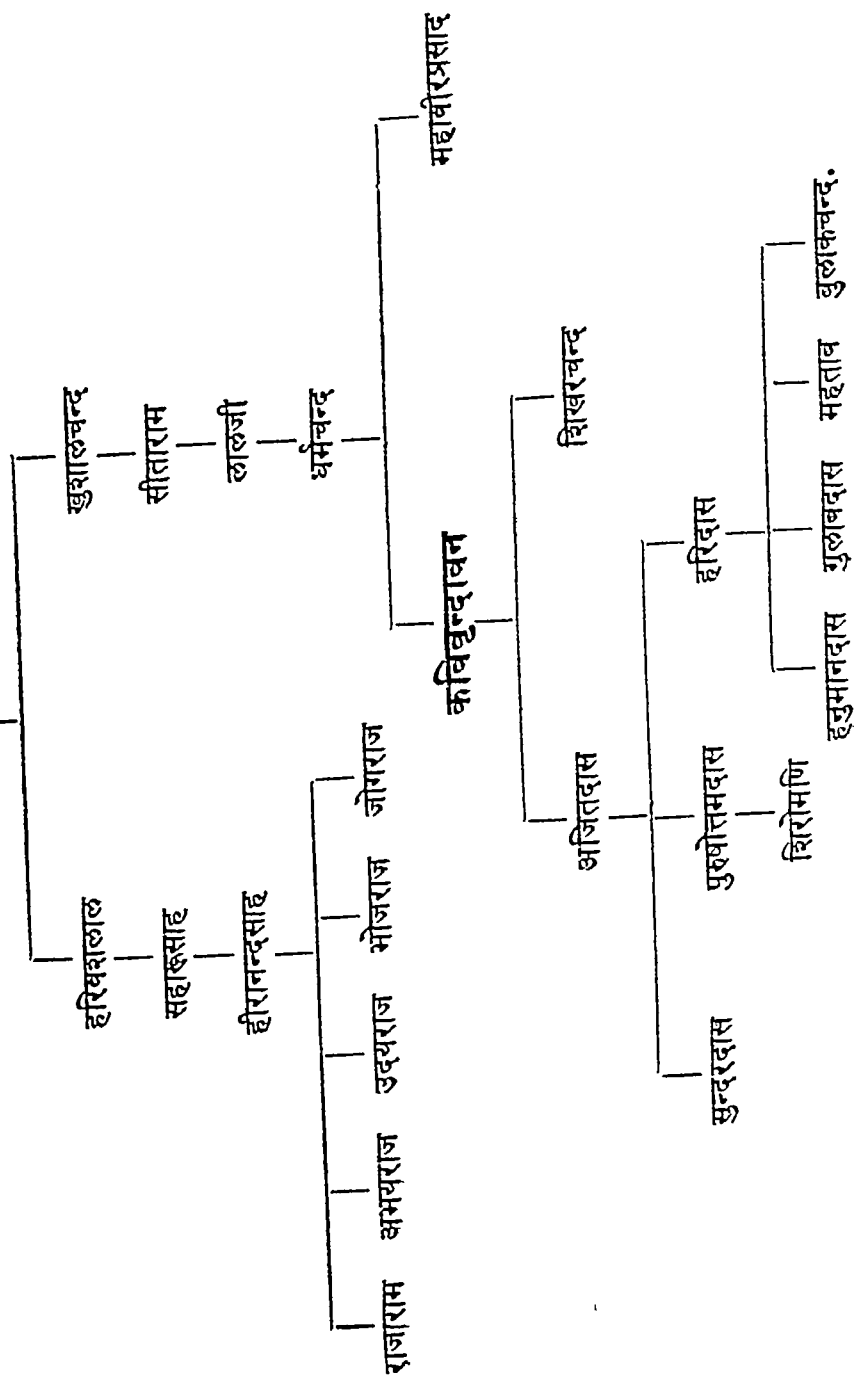 हरिवंशलाल खुशालचन्द
सहारूसाह सीताराम
हीरानन्दसाह लालजी
राजाराम अभयराज उदयराज भोजराज जोगराज धर्मचन्द
कविवृन्दावन महावीरप्रसाद
अजितदास शिखरचन्द
सुन्दरदास पुरुषोत्तमदास हरिदास
शिरोमणि हनुमानदास गुलाबदास महताव बुलाकचन्द.